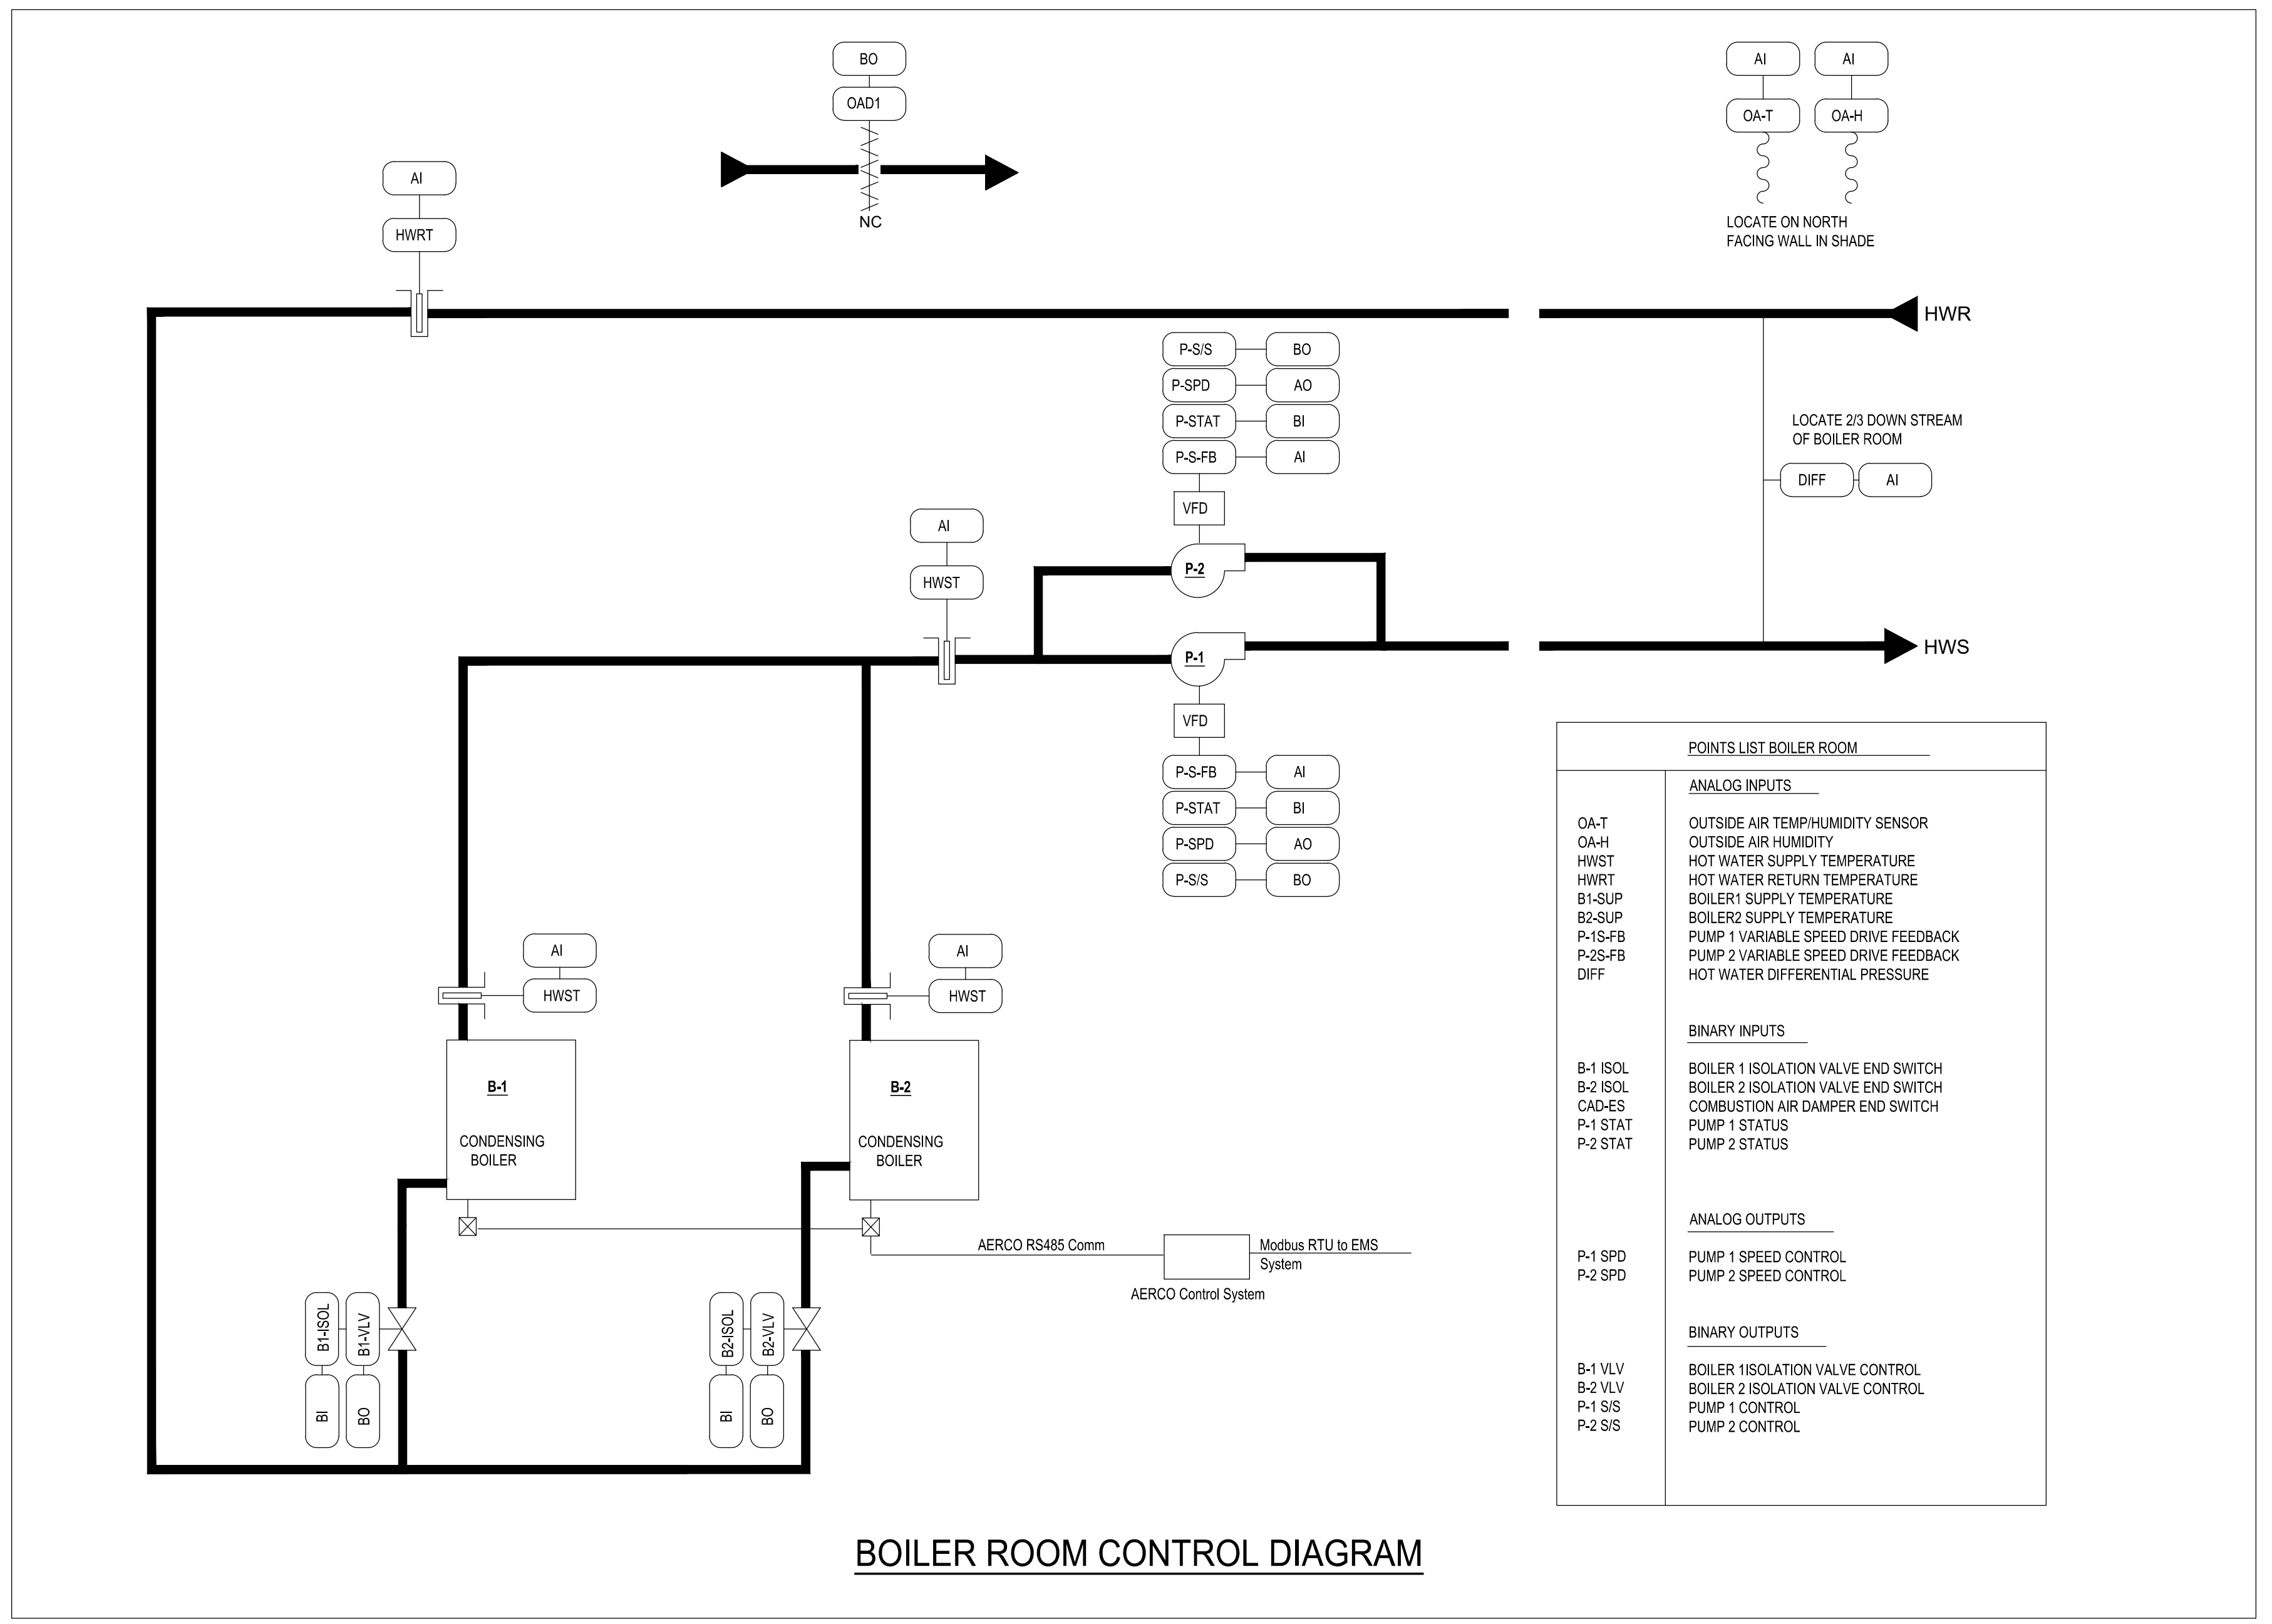 BO
OAD1
NC
AI
AI
OA-T
OA-H
LOCATE ON NORTH
FACING WALL IN SHADE
AI
HWRT
HWR
P-S/S
BO
P-SPD
AO
P-STAT
BI
P-S-FB
AI
VFD
P-2
LOCATE 2/3 DOWN STREAM
OF BOILER ROOM
DIFF
AI
AI
HWST
P-1
HWS
VFD
P-S-FB
AI
P-STAT
BI
P-SPD
AO
P-S/S
BO
AI
HWST
AI
HWST
B-1
CONDENSING
BOILER
B-2
CONDENSING
BOILER
AERCO RS485 Comm
Modbus RTU to EMS
System
AERCO Control System
B1-ISOL
B1-VLV
BI
BO
B2-ISOL
B2-VLV
BI
BO
POINTS LIST BOILER ROOM
ANALOG INPUTS
OA-T OUTSIDE AIR TEMP/HUMIDITY SENSOR
OA-H OUTSIDE AIR HUMIDITY
HWST HOT WATER SUPPLY TEMPERATURE
HWRT HOT WATER RETURN TEMPERATURE
B1-SUP BOILER1 SUPPLY TEMPERATURE
B2-SUP BOILER2 SUPPLY TEMPERATURE
P-1S-FB PUMP 1 VARIABLE SPEED DRIVE FEEDBACK
P-2S-FB PUMP 2 VARIABLE SPEED DRIVE FEEDBACK
DIFF HOT WATER DIFFERENTIAL PRESSURE
BINARY INPUTS
B-1 ISOL BOILER 1 ISOLATION VALVE END SWITCH
B-2 ISOL BOILER 2 ISOLATION VALVE END SWITCH
CAD-ES COMBUSTION AIR DAMPER END SWITCH
P-1 STAT PUMP 1 STATUS
P-2 STAT PUMP 2 STATUS
ANALOG OUTPUTS
P-1 SPD PUMP 1 SPEED CONTROL
P-2 SPD PUMP 2 SPEED CONTROL
BINARY OUTPUTS
B-1 VLV BOILER 1ISOLATION VALVE CONTROL
B-2 VLV BOILER 2 ISOLATION VALVE CONTROL
P-1 S/S PUMP 1 CONTROL
P-2 S/S PUMP 2 CONTROL
BOILER ROOM CONTROL DIAGRAM